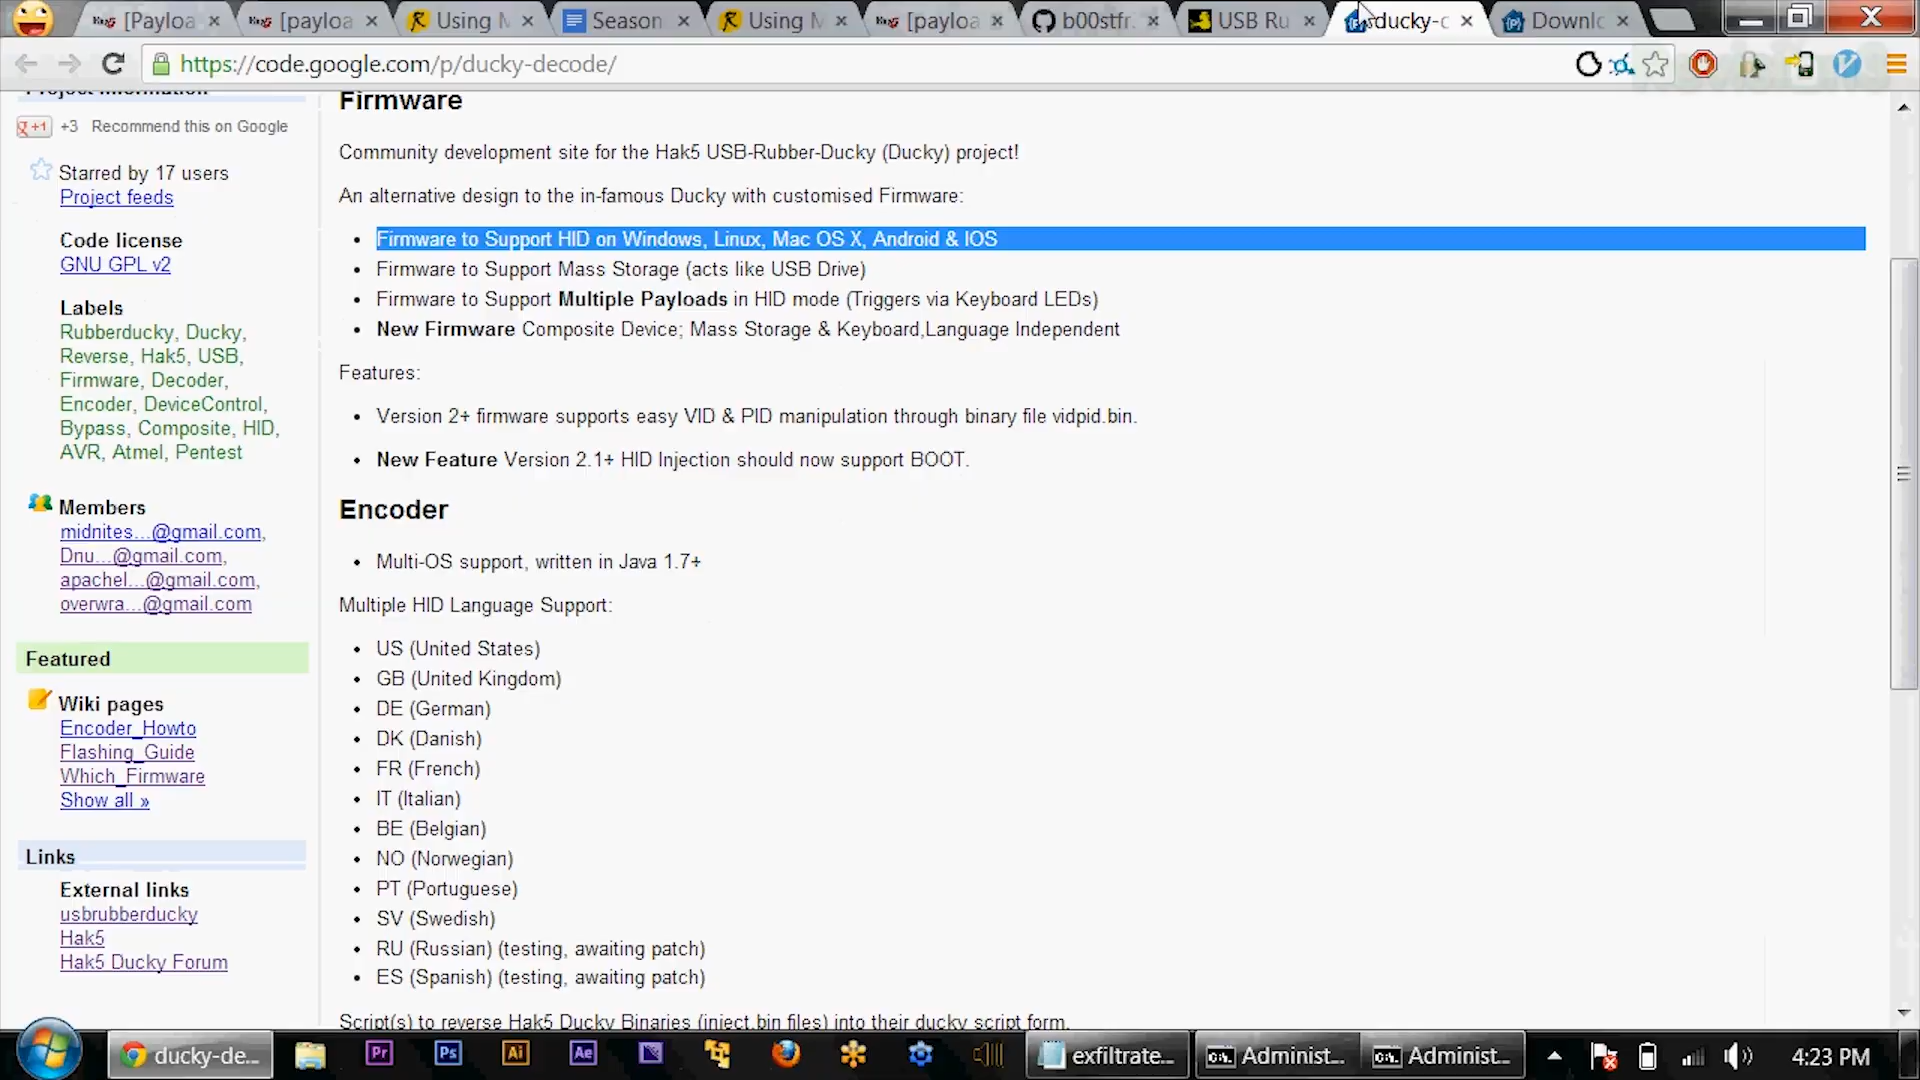 [Payloa
[payloa
Using M
Season
Using M
[payloa
b00stfr.
USB Ru
ducky-c
Downlo
https://code.google.com/p/ducky-decode/
Project Information
+1 +3 Recommend this on Google
Starred by 17 users
Project feeds
Code license
GNU GPL v2
Labels
Rubberducky, Ducky,
Reverse, Hak5, USB,
Firmware, Decoder,
Encoder, DeviceControl,
Bypass, Composite, HID,
AVR, Atmel, Pentest
Members
midnites...@gmail.com,
Dnu...@gmail.com,
apachel...@gmail.com,
overwra...@gmail.com
Featured
Wiki pages
Encoder_Howto
Flashing_Guide
Which_Firmware
Show all »
Links
External links
usbrubberducky
Hak5
Hak5 Ducky Forum
Firmware
Community development site for the Hak5 USB-Rubber-Ducky (Ducky) project!
An alternative design to the in-famous Ducky with customised Firmware:
• Firmware to Support HID on Windows, Linux, Mac OS X, Android & IOS
• Firmware to Support Mass Storage (acts like USB Drive)
• Firmware to Support Multiple Payloads in HID mode (Triggers via Keyboard LEDs)
• New Firmware Composite Device; Mass Storage & Keyboard,Language Independent
Features:
• Version 2+ firmware supports easy VID & PID manipulation through binary file vidpid.bin.
• New Feature Version 2.1+ HID Injection should now support BOOT.
Encoder
• Multi-OS support, written in Java 1.7+
Multiple HID Language Support:
• US (United States)
• GB (United Kingdom)
• DE (German)
• DK (Danish)
• FR (French)
• IT (Italian)
• BE (Belgian)
• NO (Norwegian)
• PT (Portuguese)
• SV (Swedish)
• RU (Russian) (testing, awaiting patch)
• ES (Spanish) (testing, awaiting patch)
Script(s) to reverse Hak5 Ducky Binaries (inject.bin files) into their ducky script form.
ducky-de...
Pr
Ps
Ai
Ae
exfiltrate...
Administ...
Administ...
4:23 PM